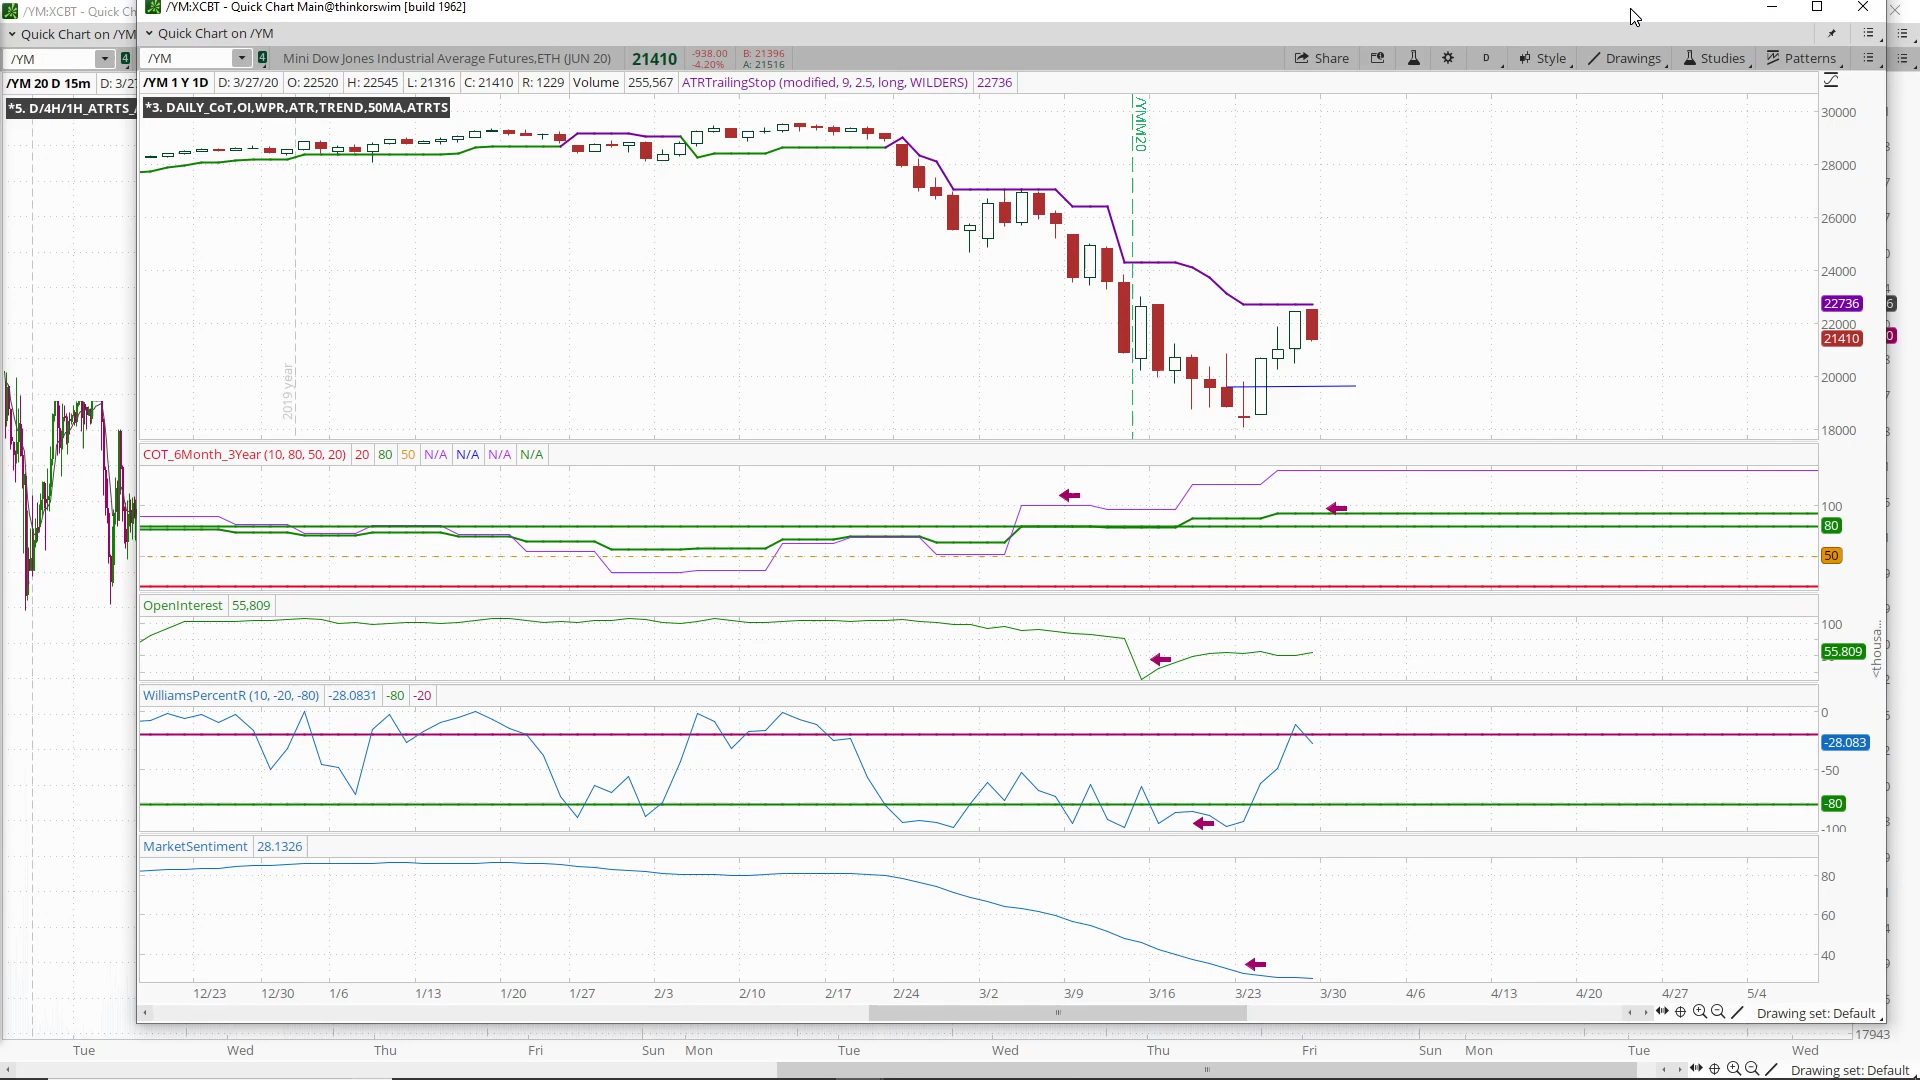 /YM:XCBT - Quick Ch
/YM:XCBT - Quick Chart Main@thinkorswim [build 1962]
Quick Chart on /YM
Quick Chart on /YM
/YM
4
/YM
4
Mini Dow Jones Industrial Average Futures,ETH (JUN 20)
21410
-938.00
-4.20%
B: 21396
A: 21516
Share
D
Style
Drawings
Studies
Patterns
/YM 20 D 15m
D: 3/2
/YM 1 Y 1D
D: 3/27/20
O: 22520
H: 22545
L: 21316
C: 21410
R: 1229
Volume
255,567
ATRTrailingStop (modified, 9, 2.5, long, WILDERS)
22736
*5. D/4H/1H_ATRTS_
*3. DAILY_CoT,OI,WPR,ATR,TREND,50MA,ATRTS
2019 year
/YMM20
30000
28000
26000
24000
22736
22000
21410
20000
18000
COT_6Month_3Year (10, 80, 50, 20)
20
80
50
N/A
N/A
N/A
N/A
100
80
50
OpenInterest
55,809
100
55.809
<thousa...
WilliamsPercentR (10, -20, -80)
-28.0831
-80
-20
0
-28.083
-50
-80
-100
MarketSentiment
28.1326
80
60
40
12/23
12/30
1/6
1/13
1/20
1/27
2/3
2/10
2/17
2/24
3/2
3/9
3/16
3/23
3/30
4/6
4/13
4/20
4/27
5/4
Drawing set: Default
17943
Tue
Wed
Thu
Fri
Sun
Mon
Tue
Wed
Thu
Fri
Sun
Mon
Tue
Wed
Drawing set: Default